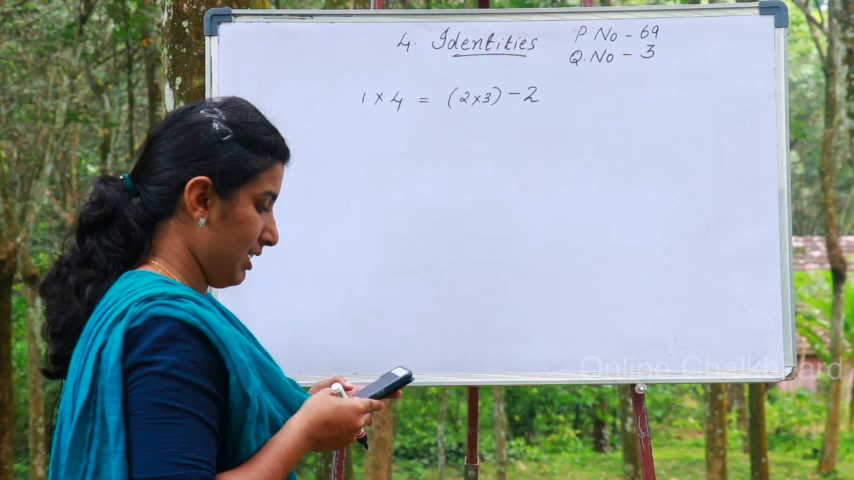 4. Identities
P.No - 69
Q.No - 3
1 × 4 = (2×3) - 2
Online Chalkboard